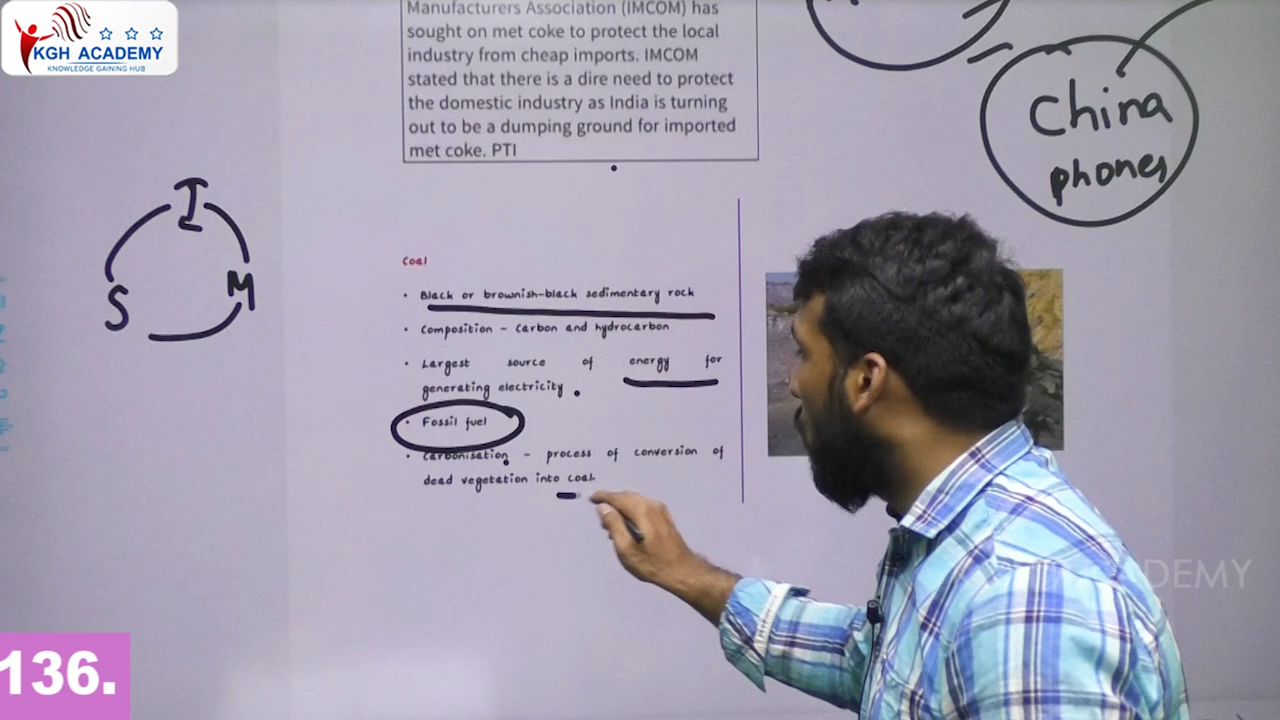 KGH ACADEMY
KNOWLEDGE GAINING HUB
Manufacturers Association (IMCOM) has
sought on met coke to protect the local
industry from cheap imports. IMCOM
stated that there is a dire need to protect
the domestic industry as India is turning
out to be a dumping ground for imported
met coke. PTI
China
phones
I
S
M
Coal
• Black or brownish-black sedimentary rock
• Composition – Carbon and hydrocarbon
• Largest source of energy for
generating electricity
• Fossil fuel
• Carbonisation – process of conversion of
dead vegetation into coal
DEMY
136.